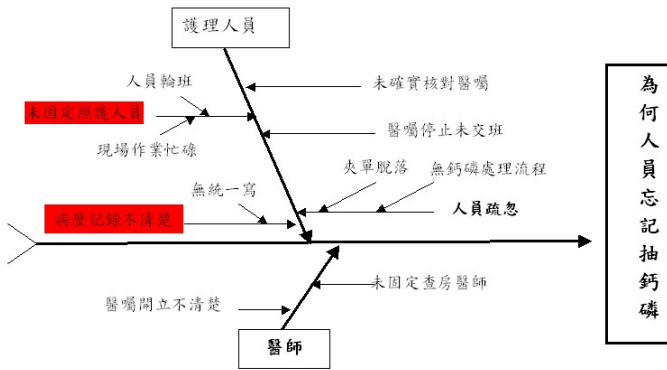 護理人員
人員輪班
未確實核對醫囑
未固定照護人員
醫囑停止未交班
現場作業忙碌
夾單脫落
無鈣磷處理流程
無統一寫
病歷記錄不清楚
人員疏忽
未固定查房醫師
醫囑開立不清楚
醫師
為何人員忘記抽鈣磷